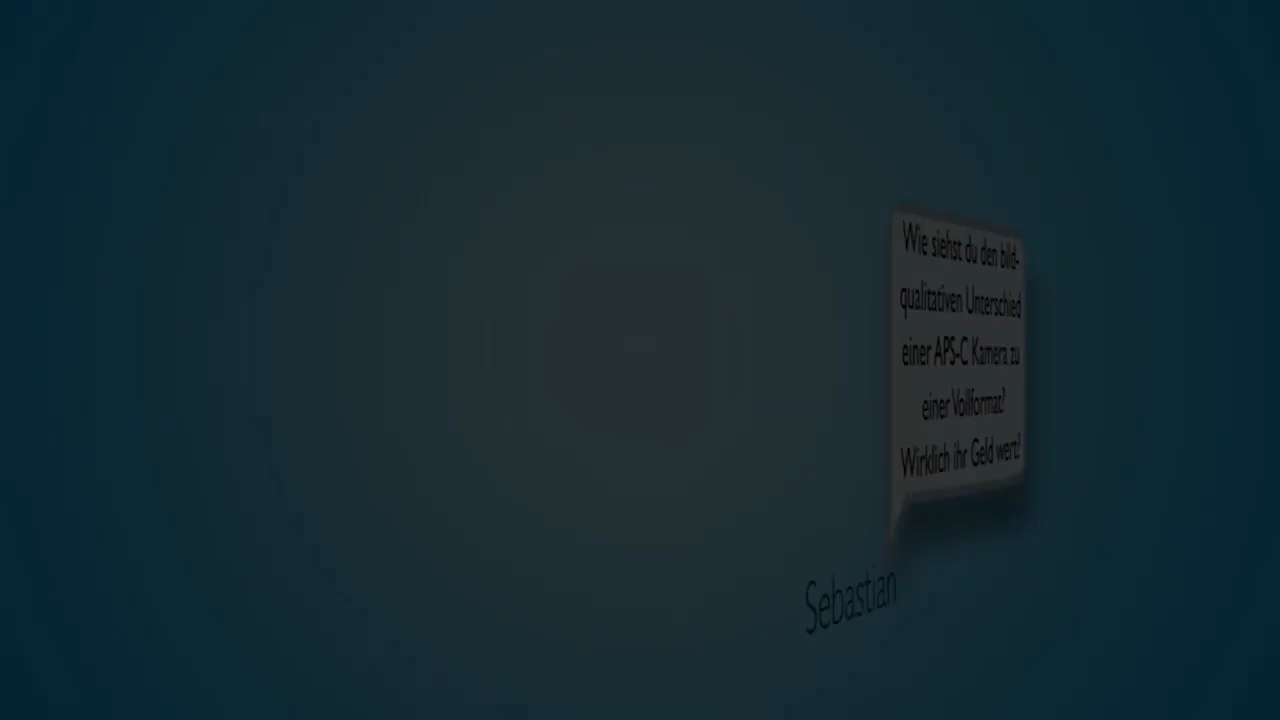 Wie siehst du den bild-
qualitativen Unterschied
einer APS-C Kamera zu
einer Vollformat?
Wirklich ihr Geld wert?
Sebastian